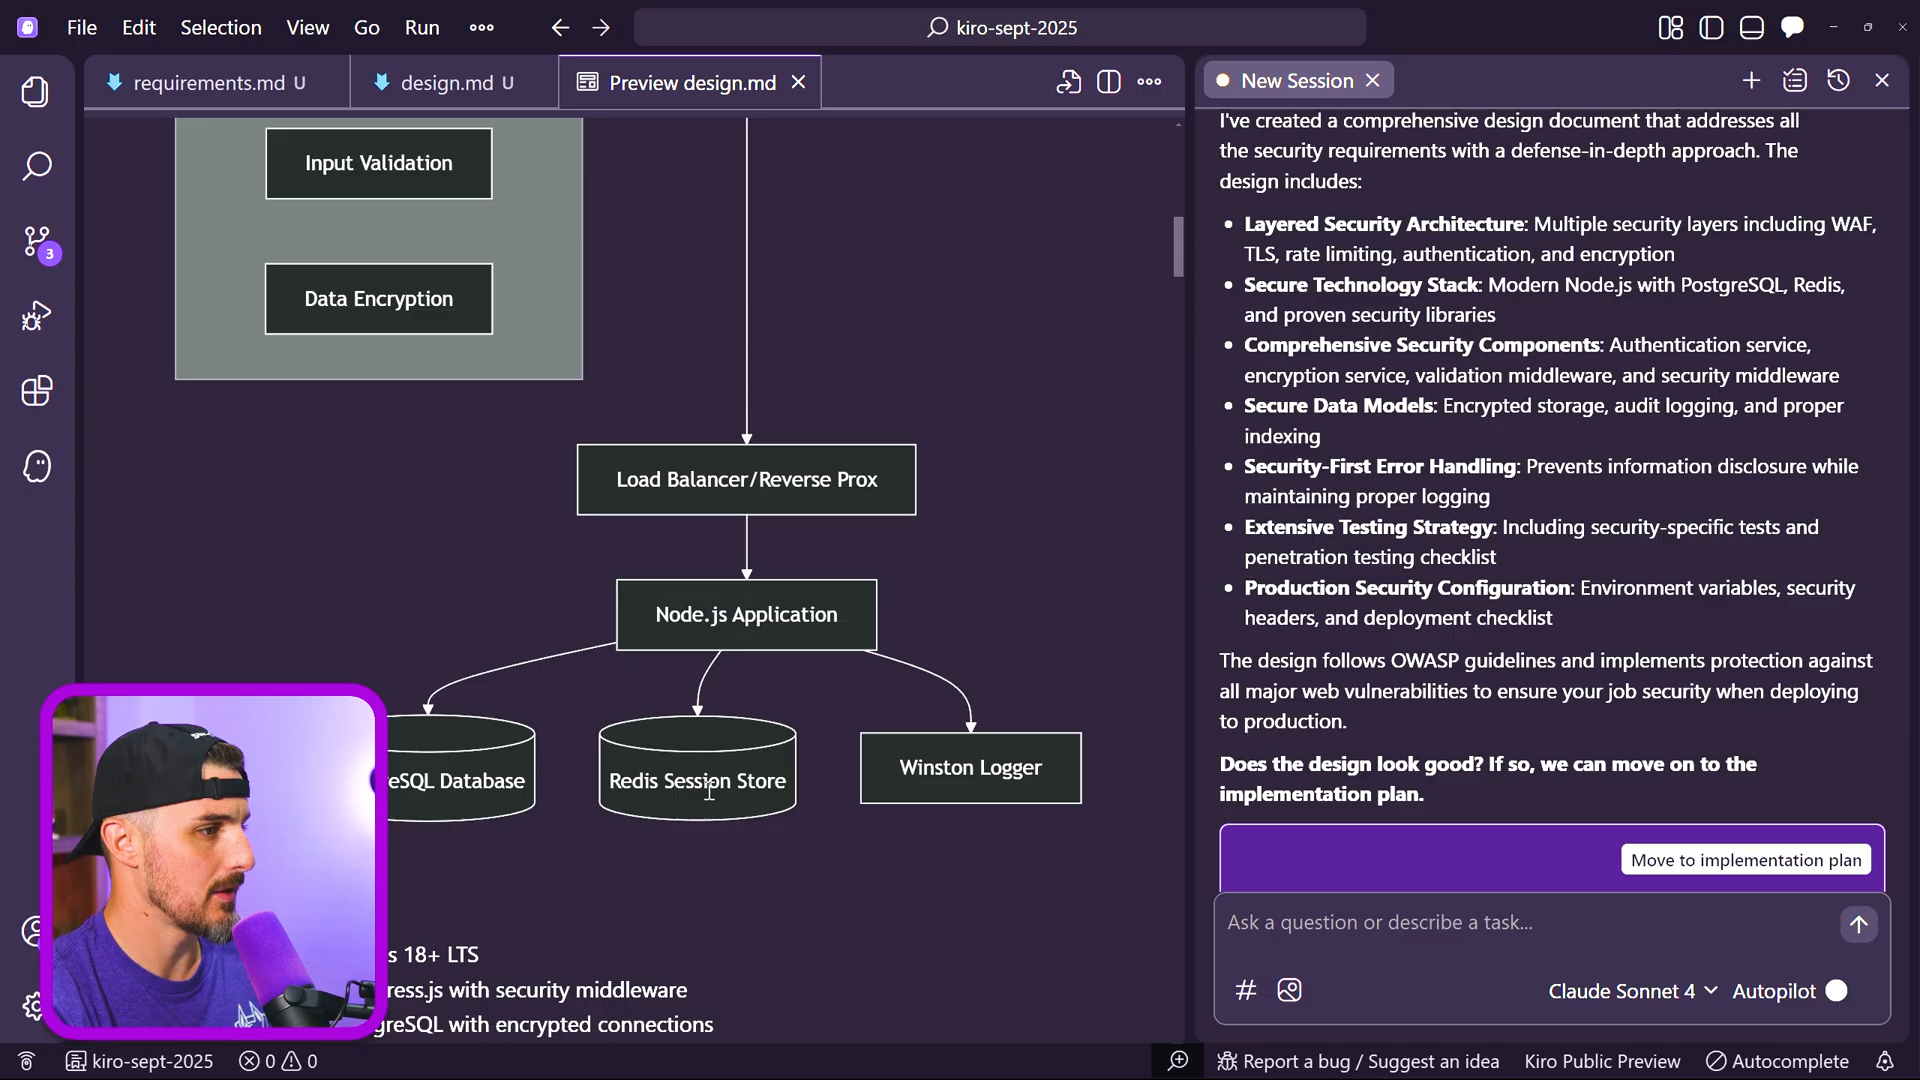 File Edit Selection View Go Run
kiro-sept-2025
requirements.md U
design.md U
Preview design.md
Input Validation
Data Encryption
Load Balancer/Reverse Prox
Node.js Application
eSQL Database
Redis Session Store
Winston Logger
s 18+ LTS
ress.js with security middleware
greSQL with encrypted connections
New Session
I've created a comprehensive design document that addresses all
the security requirements with a defense-in-depth approach. The
design includes:
• Layered Security Architecture: Multiple security layers including WAF,
TLS, rate limiting, authentication, and encryption
• Secure Technology Stack: Modern Node.js with PostgreSQL, Redis,
and proven security libraries
• Comprehensive Security Components: Authentication service,
encryption service, validation middleware, and security middleware
• Secure Data Models: Encrypted storage, audit logging, and proper
indexing
• Security-First Error Handling: Prevents information disclosure while
maintaining proper logging
• Extensive Testing Strategy: Including security-specific tests and
penetration testing checklist
• Production Security Configuration: Environment variables, security
headers, and deployment checklist
The design follows OWASP guidelines and implements protection against
all major web vulnerabilities to ensure your job security when deploying
to production.
Does the design look good? If so, we can move on to the
implementation plan.
Move to implementation plan
Ask a question or describe a task...
Claude Sonnet 4 Autopilot
3
kiro-sept-2025 0 0
Report a bug / Suggest an idea Kiro Public Preview Autocomplete